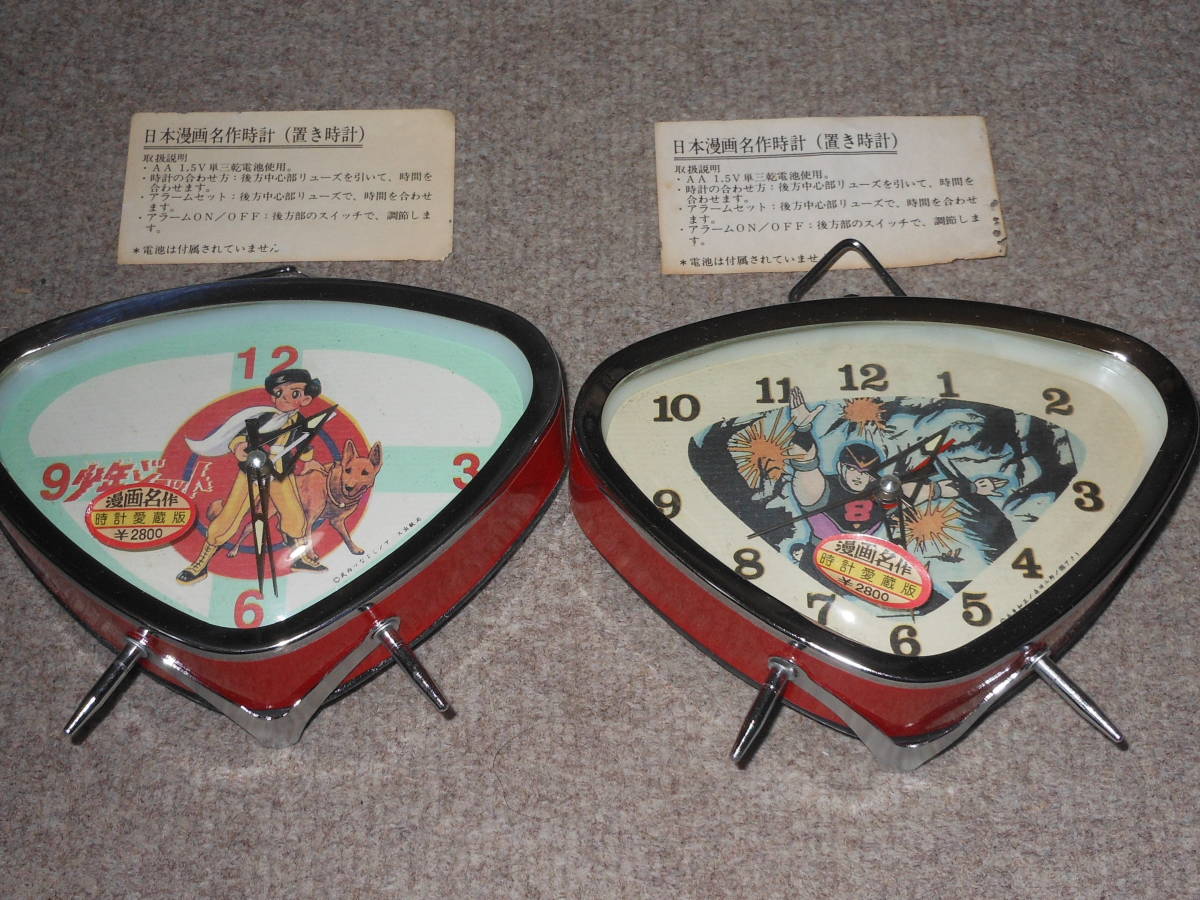 日本漫画名作時計（置き時計）
取扱説明
・AA 1.5V単三乾電池使用。
・時計の合わせ方：後方中心部リューズを引いて、時間を
合わせます。
・アラームセット：後方中心部リューズで、時間を合わせ
ます。
・アラームON／OFF：後方部のスイッチで、調節しま
す。
＊電池は付属されていません
日本漫画名作時計（置き時計）
取扱説明
・AA 1.5V単三乾電池使用。
・時計の合わせ方：後方中心部リューズを引いて、時間を
合わせます。
・アラームセット：後方中心部リューズで、時間を合わせ
ます。
・アラームON／OFF：後方部のスイッチで、調節しま
す。
＊電池は付属されていませ
12
9
3
6
少年ジェット
漫画名作
時計愛蔵版
¥2800
12
1
2
3
4
5
6
7
8
9
10
11
8
漫画名作
時計愛蔵版
¥2800